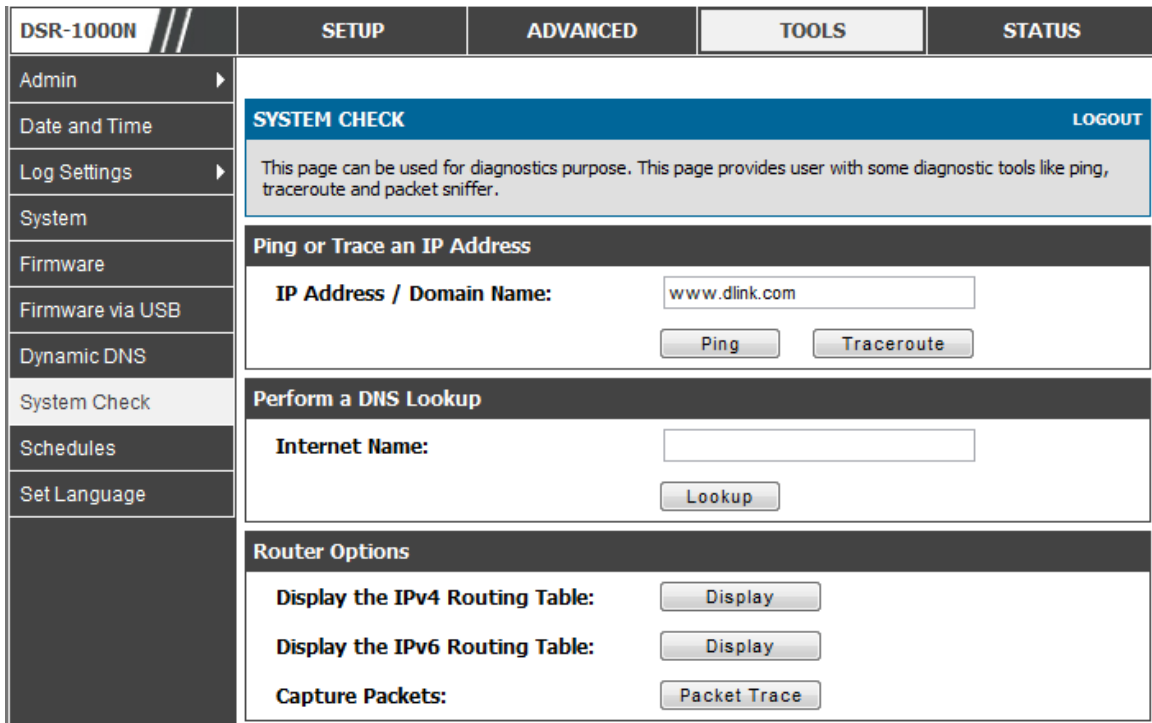 DSR-1000N
SETUP
ADVANCED
TOOLS
STATUS
Admin
Date and Time
Log Settings
System
Firmware
Firmware via USB
Dynamic DNS
System Check
Schedules
Set Language
SYSTEM CHECK
LOGOUT
This page can be used for diagnostics purpose. This page provides user with some diagnostic tools like ping,
traceroute and packet sniffer.
Ping or Trace an IP Address
IP Address / Domain Name:
www.dlink.com
Ping
Traceroute
Perform a DNS Lookup
Internet Name:
Lookup
Router Options
Display the IPv4 Routing Table:
Display
Display the IPv6 Routing Table:
Display
Capture Packets:
Packet Trace